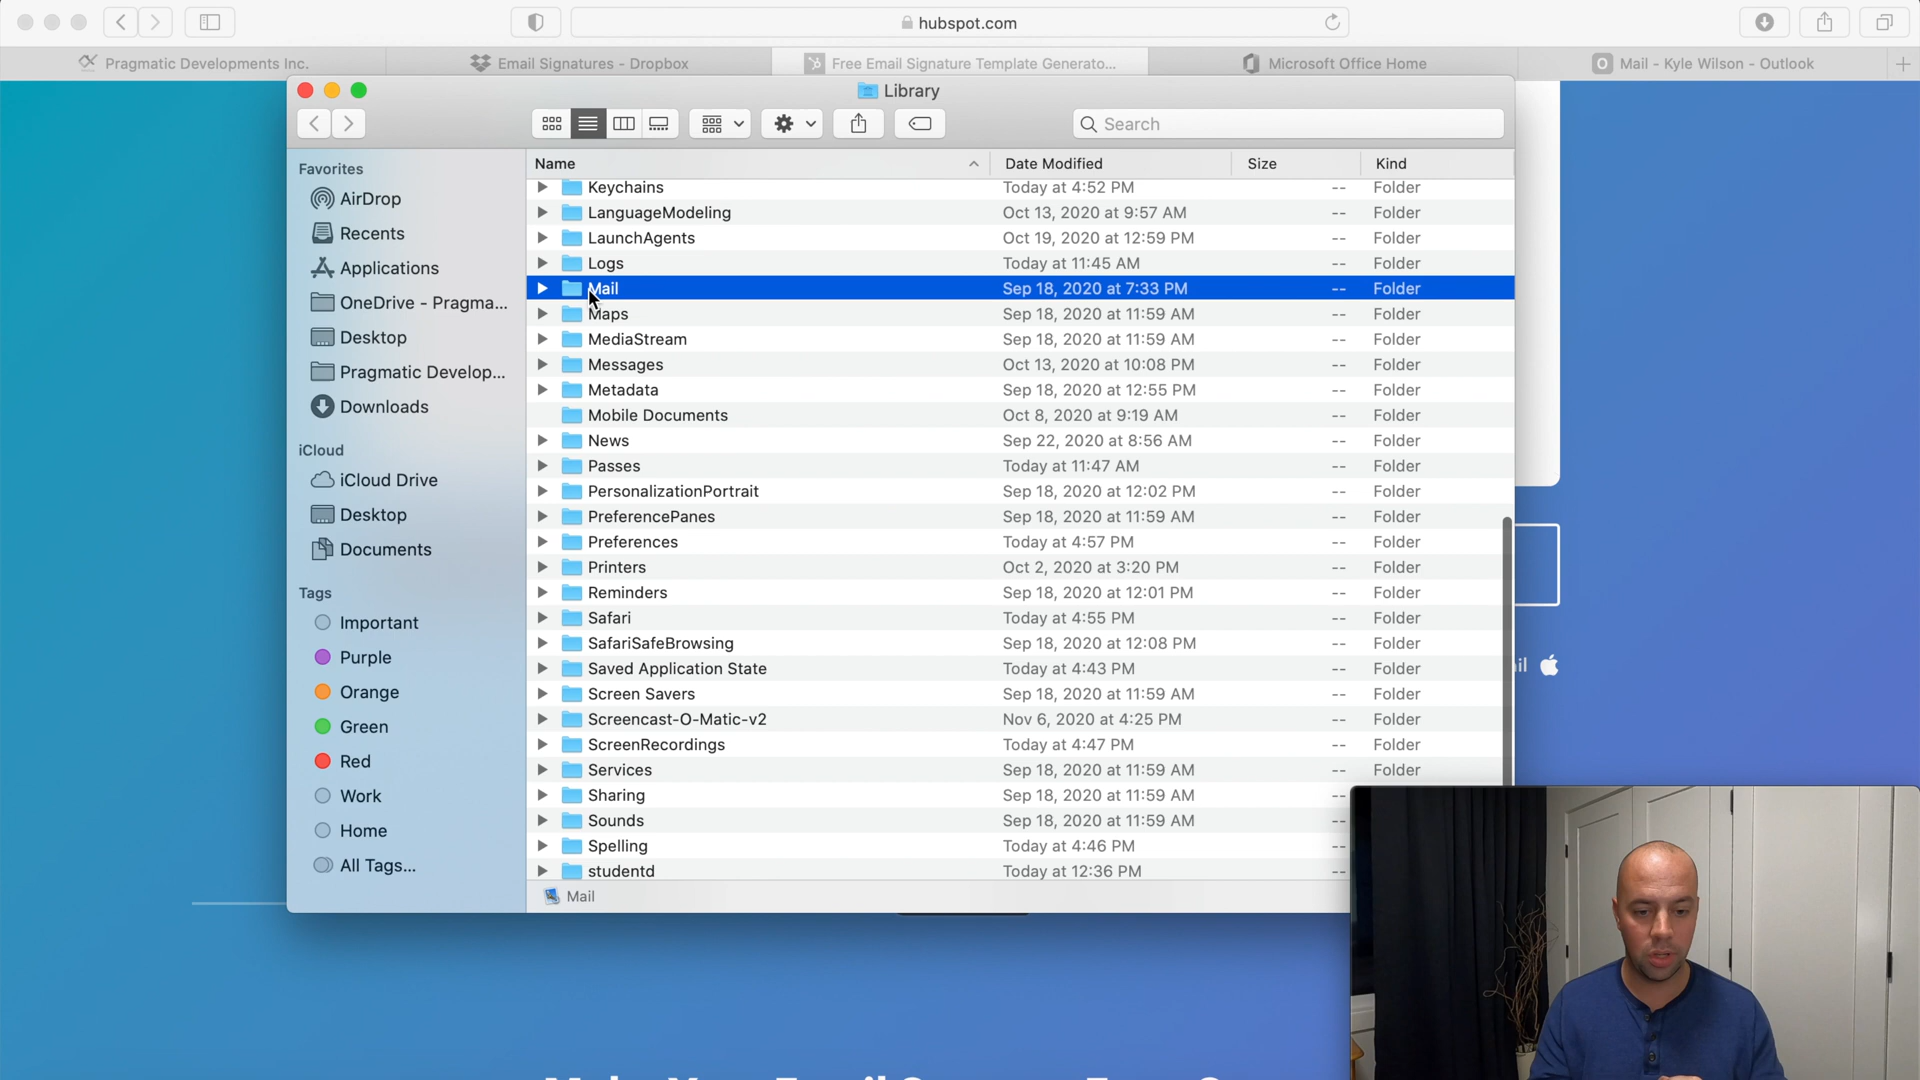 hubspot.com
Pragmatic Developments Inc.
Email Signatures - Dropbox
Free Email Signature Template Generato...
Microsoft Office Home
Mail - Kyle Wilson - Outlook
Library
Search
Favorites
AirDrop
Recents
Applications
OneDrive - Pragma...
Desktop
Pragmatic Develop...
Downloads
iCloud
iCloud Drive
Desktop
Documents
Tags
Important
Purple
Orange
Green
Red
Work
Home
All Tags...
Name Date Modified Size Kind
Keychains Today at 4:52 PM -- Folder
LanguageModeling Oct 13, 2020 at 9:57 AM -- Folder
LaunchAgents Oct 19, 2020 at 12:59 PM -- Folder
Logs Today at 11:45 AM -- Folder
Mail Sep 18, 2020 at 7:33 PM -- Folder
Maps Sep 18, 2020 at 11:59 AM -- Folder
MediaStream Sep 18, 2020 at 11:59 AM -- Folder
Messages Oct 13, 2020 at 10:08 PM -- Folder
Metadata Sep 18, 2020 at 12:55 PM -- Folder
Mobile Documents Oct 8, 2020 at 9:19 AM -- Folder
News Sep 22, 2020 at 8:56 AM -- Folder
Passes Today at 11:47 AM -- Folder
PersonalizationPortrait Sep 18, 2020 at 12:02 PM -- Folder
PreferencePanes Sep 18, 2020 at 11:59 AM -- Folder
Preferences Today at 4:57 PM -- Folder
Printers Oct 2, 2020 at 3:20 PM -- Folder
Reminders Sep 18, 2020 at 12:01 PM -- Folder
Safari Today at 4:55 PM -- Folder
SafariSafeBrowsing Sep 18, 2020 at 12:08 PM -- Folder
Saved Application State Today at 4:43 PM -- Folder
Screen Savers Sep 18, 2020 at 11:59 AM -- Folder
Screencast-O-Matic-v2 Nov 6, 2020 at 4:25 PM -- Folder
ScreenRecordings Today at 4:47 PM -- Folder
Services Sep 18, 2020 at 11:59 AM -- Folder
Sharing Sep 18, 2020 at 11:59 AM --
Sounds Sep 18, 2020 at 11:59 AM --
Spelling Today at 4:46 PM --
studentd Today at 12:36 PM --
Mail